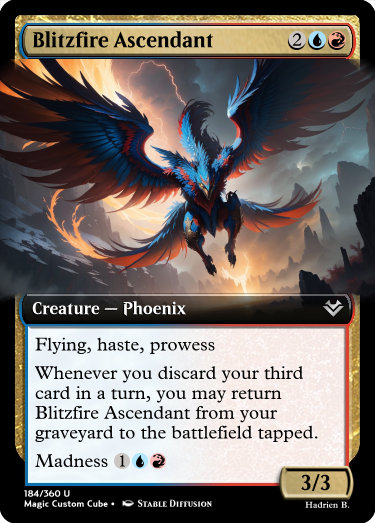 Blitzfire Ascendant 2
Creature — Phoenix
Flying, haste, prowess
Whenever you discard your third
card in a turn, you may return
Blitzfire Ascendant from your
graveyard to the battlefield tapped.
Madness 1
3/3
184/360 U
Magic Custom Cube • Stable Diffusion
Hadrien B.